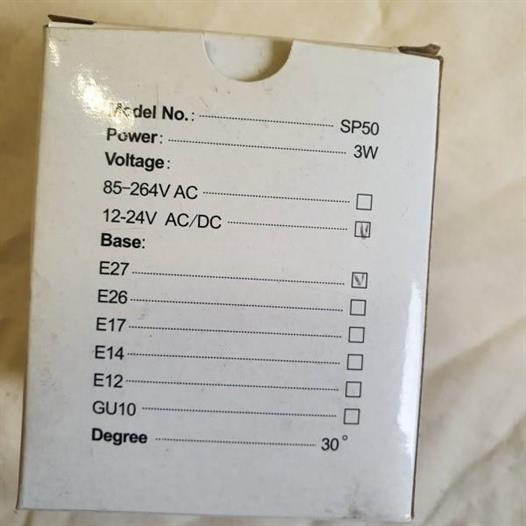 Model No.: SP50
Power: 3W
Voltage:
85-264V AC
12-24V AC/DC
Base:
E27
E26
E17
E14
E12
GU10
Degree 30°